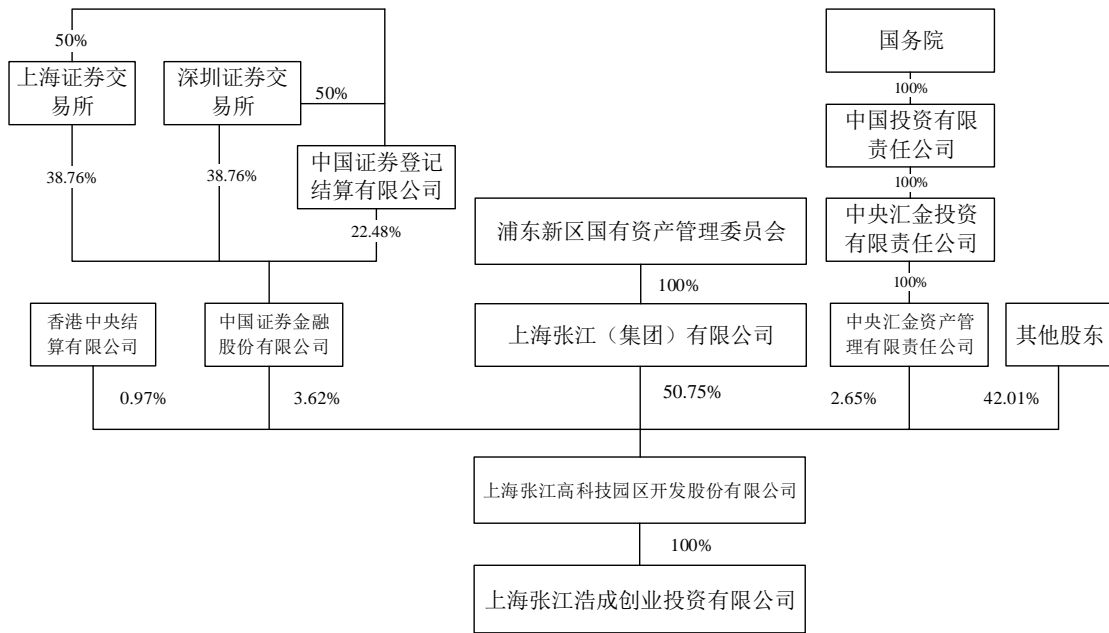 50%
国务院
上海证券交
易所
深圳证券交
易所
50%
100%
中国投资有限
责任公司
38.76%
38.76%
中国证券登记
结算有限公司
100%
22.48%
浦东新区国有资产管理委员会
中央汇金投资
有限责任公司
100%
100%
香港中央结
算有限公司
中国证券金融
股份有限公司
上海张江（集团）有限公司
中央汇金资产管
理有限责任公司
其他股东
0.97%
3.62%
50.75%
2.65%
42.01%
上海张江高科技园区开发股份有限公司
100%
上海张江浩成创业投资有限公司